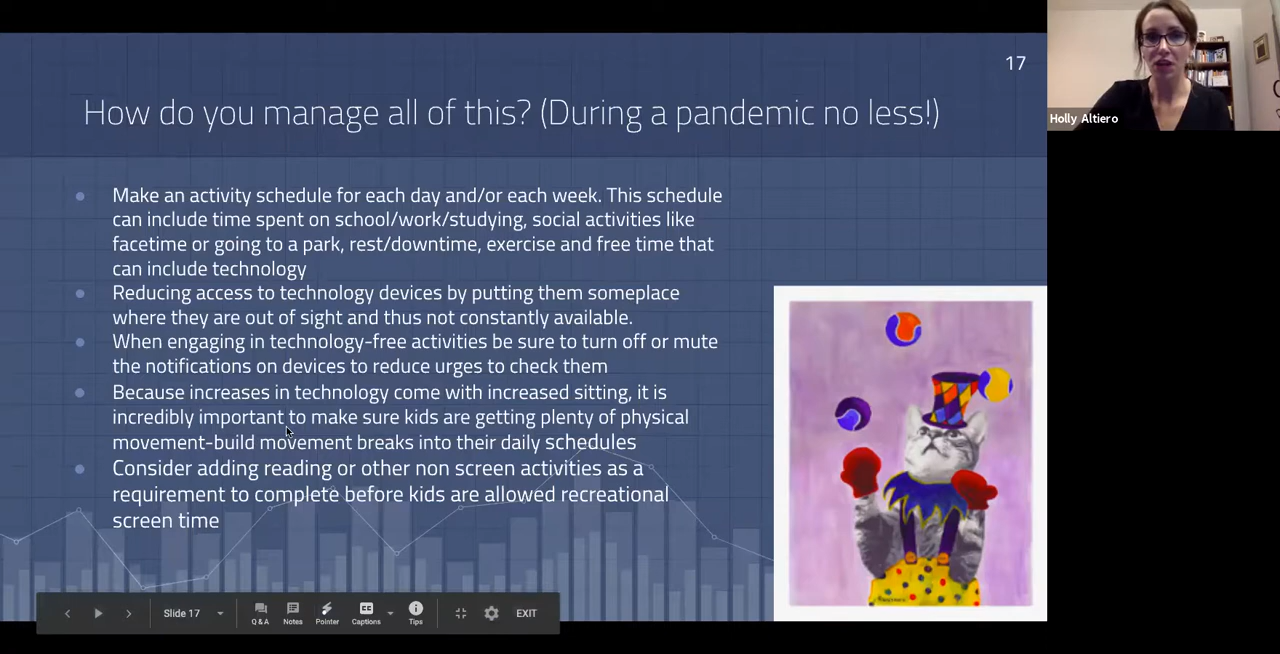 17
How do you manage all of this? (During a pandemic no less!)
Holly Altiero
Make an activity schedule for each day and/or each week. This schedule
can include time spent on school/work/studying, social activities like
facetime or going to a park, rest/downtime, exercise and free time that
can include technology
Reducing access to technology devices by putting them someplace
where they are out of sight and thus not constantly available.
When engaging in technology-free activities be sure to turn off or mute
the notifications on devices to reduce urges to check them
Because increases in technology come with increased sitting, it is
incredibly important to make sure kids are getting plenty of physical
movement-build movement breaks into their daily schedules
Consider adding reading or other non screen activities as a
requirement to complete before kids are allowed recreational
screen time
Slide 17
Q & A
Notes
Pointer
CC
Captions
Tips
EXIT